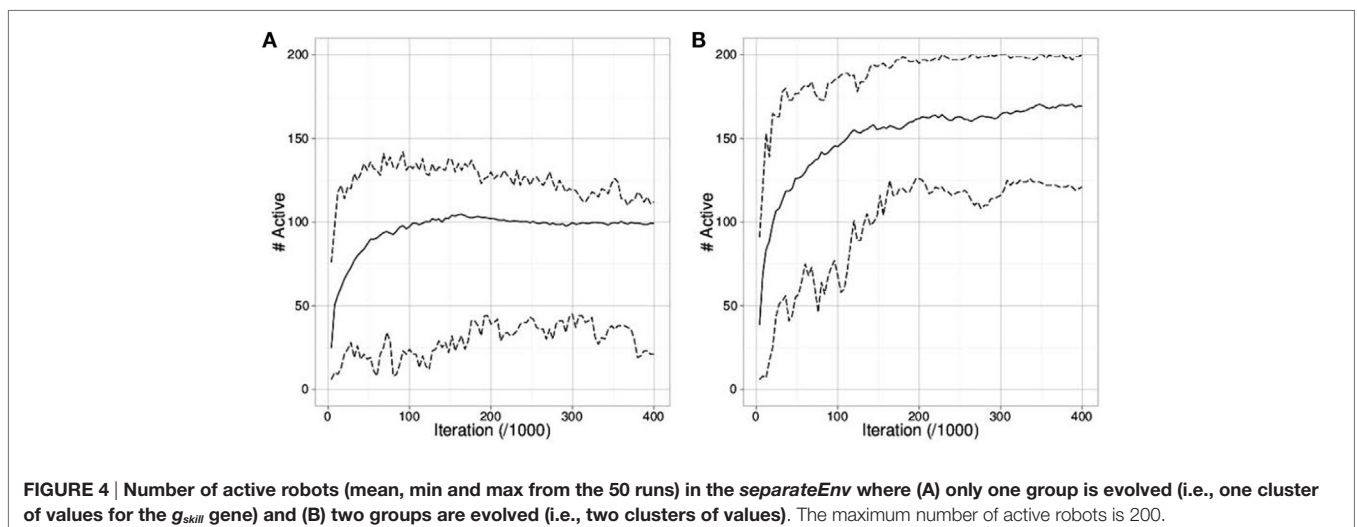 A
200
150
100
50
0
# Active
0 100 200 300 400
Iteration (/1000)
B
200
150
100
50
0
# Active
0 100 200 300 400
Iteration (/1000)
FIGURE 4 | Number of active robots (mean, min and max from the 50 runs) in the separateEnv where (A) only one group is evolved (i.e., one cluster
of values for the gskill gene) and (B) two groups are evolved (i.e., two clusters of values). The maximum number of active robots is 200.